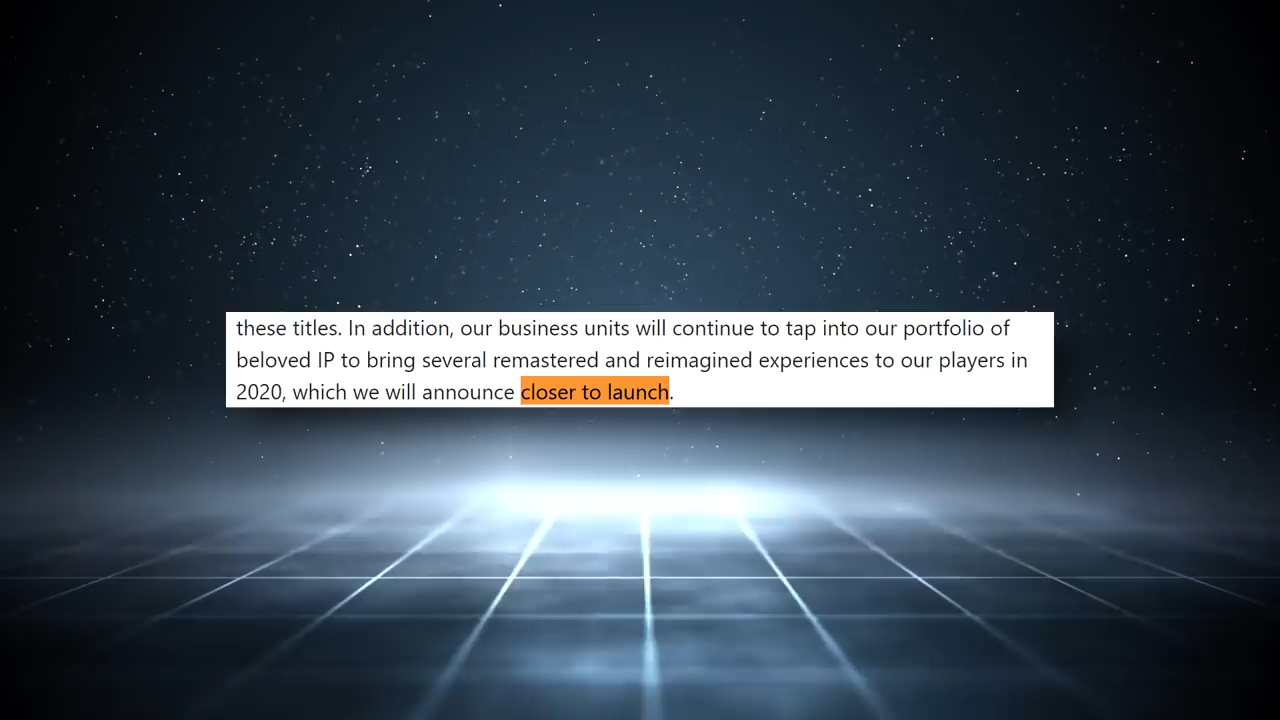 these titles. In addition, our business units will continue to tap into our portfolio of
beloved IP to bring several remastered and reimagined experiences to our players in
2020, which we will announce closer to launch.